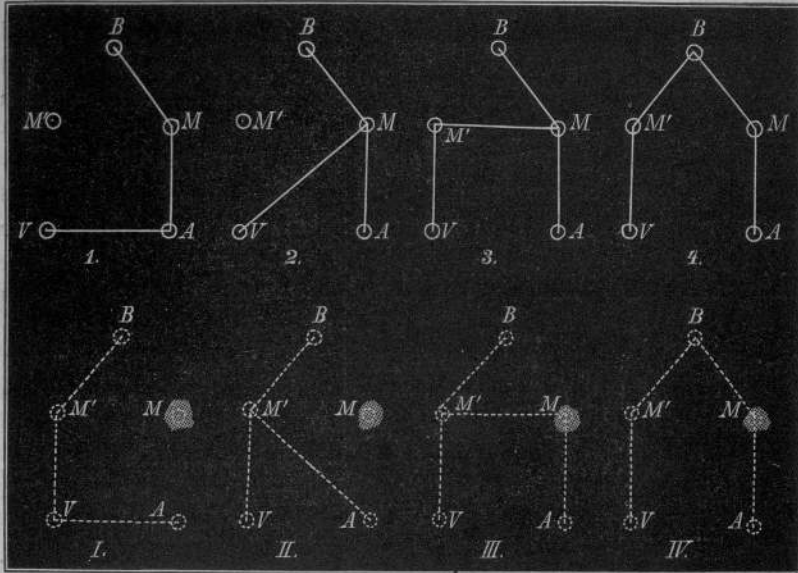 B B B B
M' M M' M M' M M' M
V A V A V A V A
1. 2. 3. 4.
B B B B
M' M M' M M' M M' M
V A V A V A V A
I. II. III. IV.